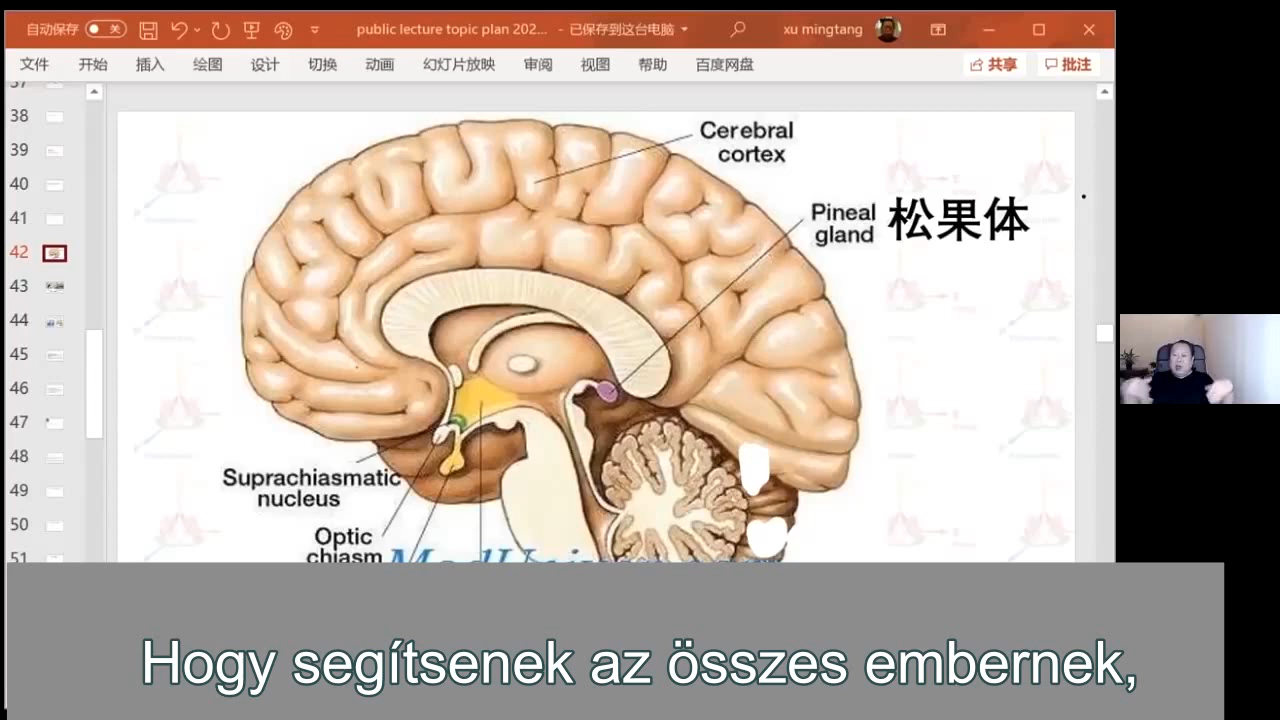 自动保存 关 public lecture topic plan 202... - 已保存到这台电脑 xu mingtang
文件 开始 插入 绘图 设计 切换 动画 幻灯片放映 审阅 视图 帮助 百度网盘 共享 批注
37
38
39
40
41
42
43
44
45
46
47
48
49
50
51
Cerebral
cortex
Pineal
gland
松果体
Suprachiasmatic
nucleus
Optic
chiasm
Hogy segítsenek az összes embernek,